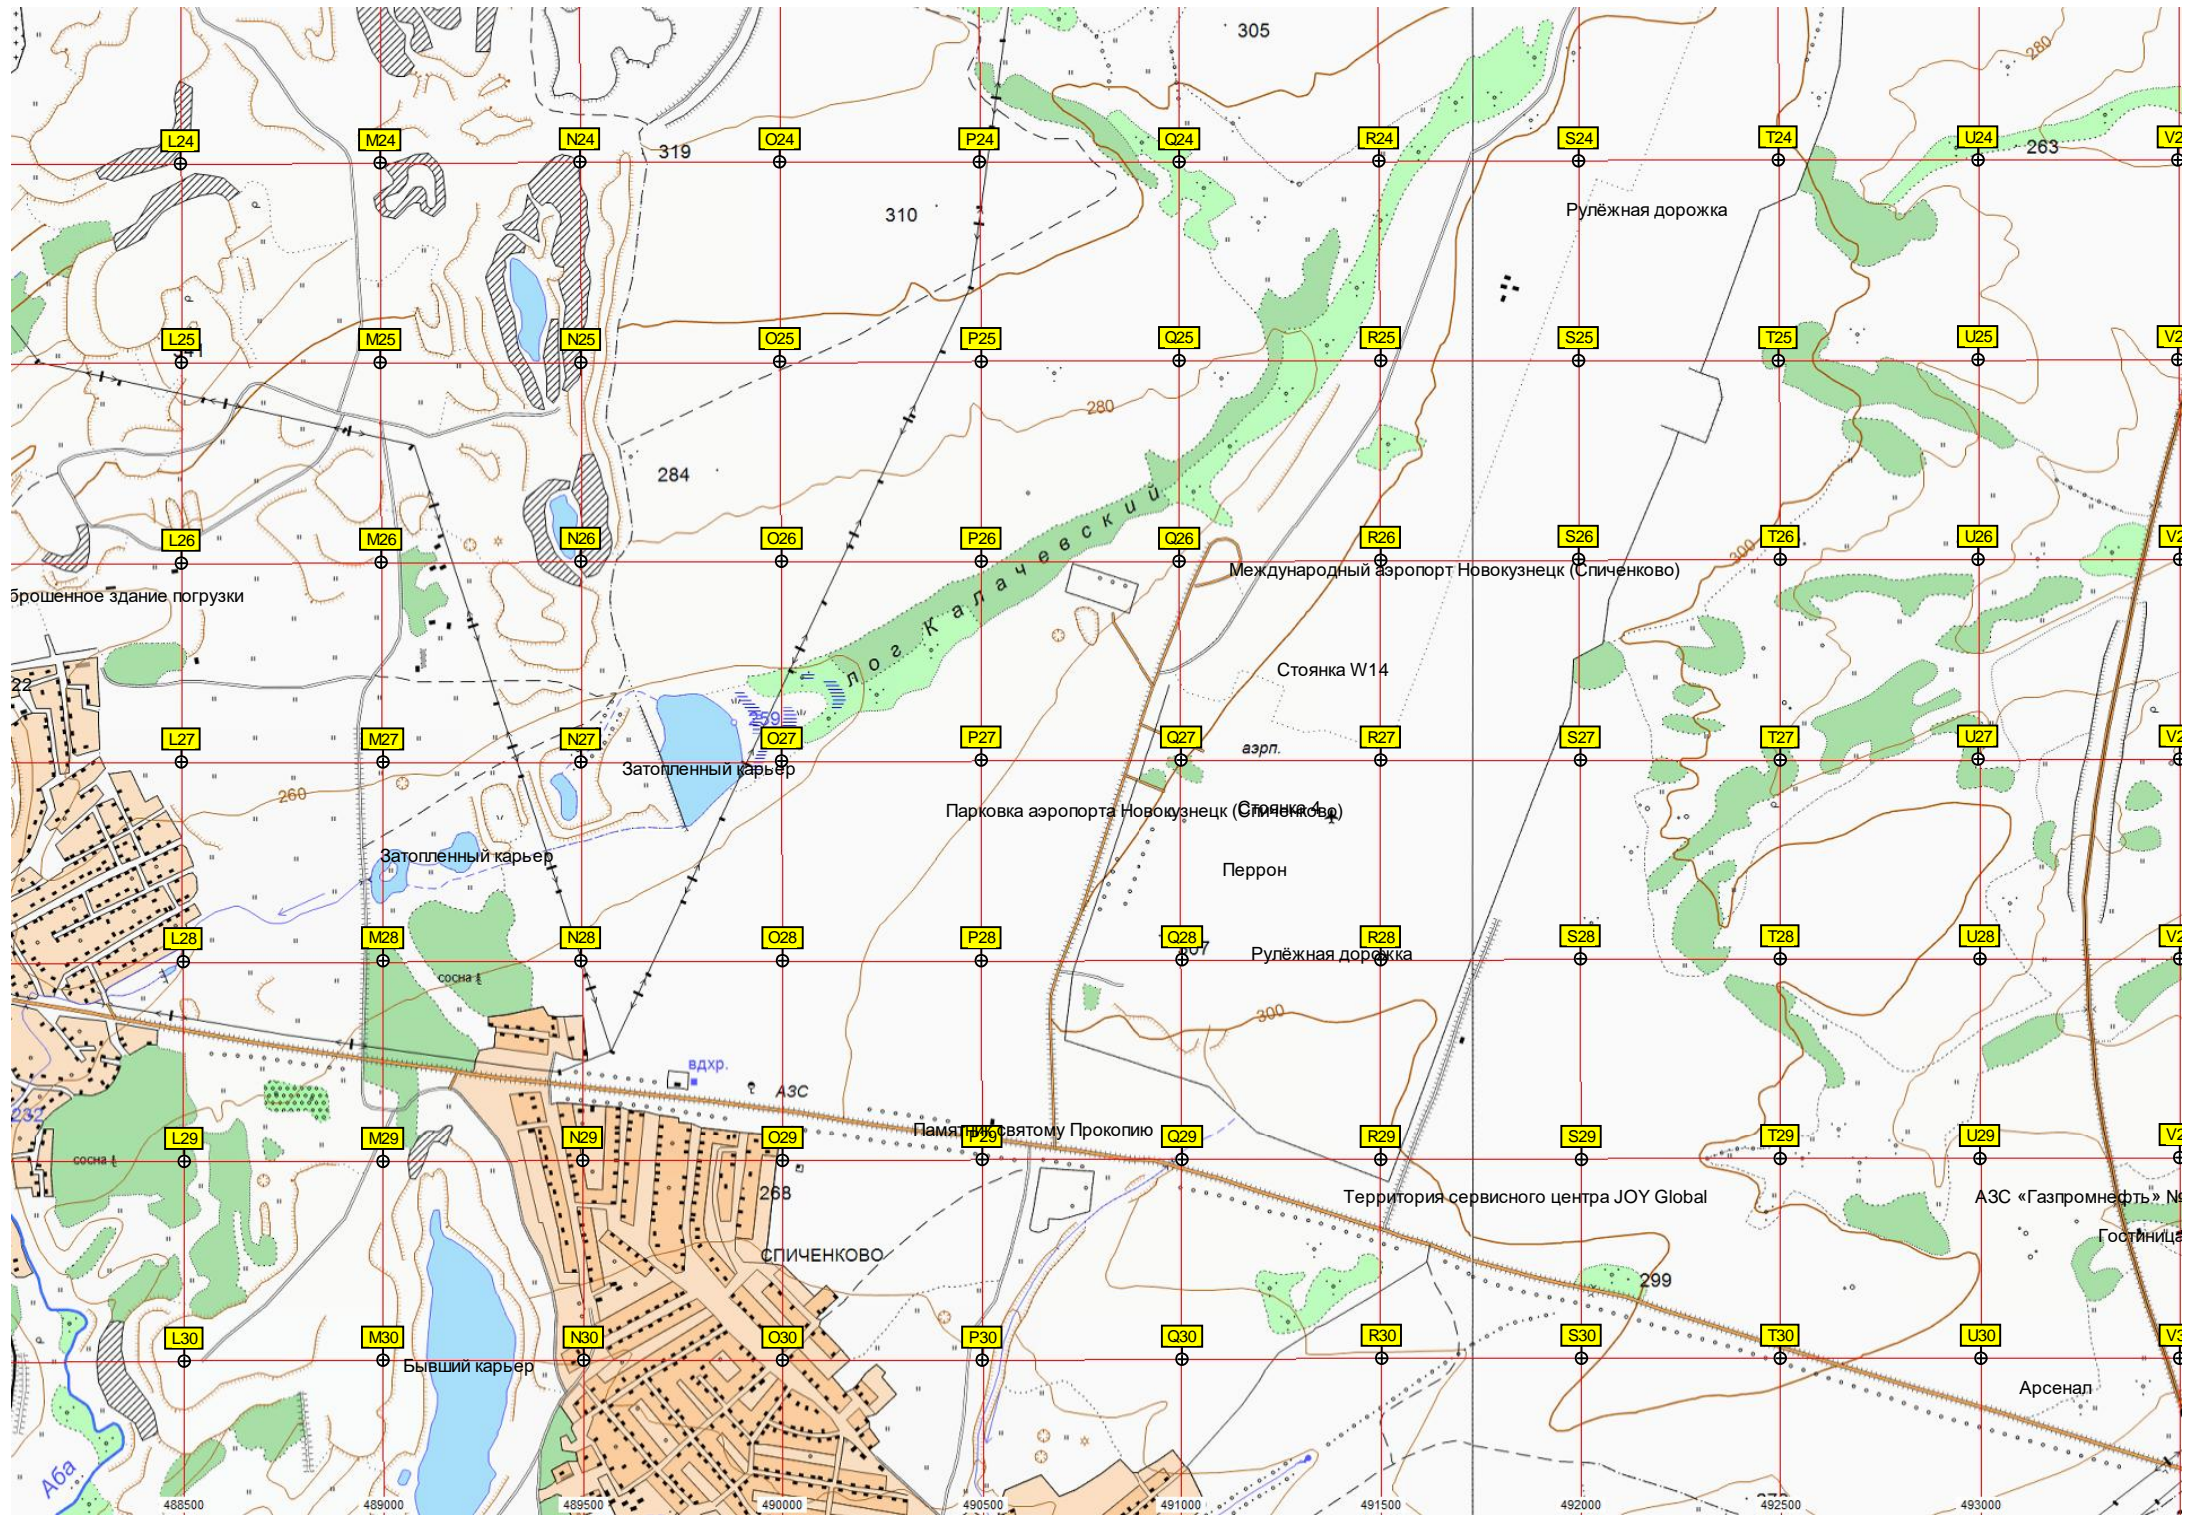 305
280
L24
M24
N24
O24
P24
Q24
R24
S24
T24
U24
319
263
310
Рулёжная дорожка
L25
M25
N25
O25
P25
Q25
R25
S25
T25
U25
280
284
L26
M26
N26
O26
P26
Q26
R26
S26
T26
U26
300
лог Калачевский
Международный аэропорт Новокузнецк (Спиченково)
брошенное здание погрузки
Стоянка W14
22
259
L27
M27
N27
O27
P27
Q27
R27
S27
T27
U27
аэрп.
Затопленный карьер
260
Стоянка 4
Парковка аэропорта Новокузнецк (Спиченково)
Затопленный карьер
Перрон
L28
M28
N28
O28
P28
Q28
R28
S28
T28
U28
Рулёжная дорожка
сосна
300
вдхр.
АЗС
232
Памятник святому Прокопию
L29
M29
N29
O29
P29
Q29
R29
S29
T29
U29
сосна
268
Территория сервисного центра JOY Global
АЗС «Газпромнефть» №
Гостиница
СПИЧЕНКОВО
299
L30
M30
N30
O30
P30
Q30
R30
S30
T30
U30
Бывший карьер
Арсенал
Аба
488500
489000
489500
490000
490500
491000
491500
492000
492500
493000